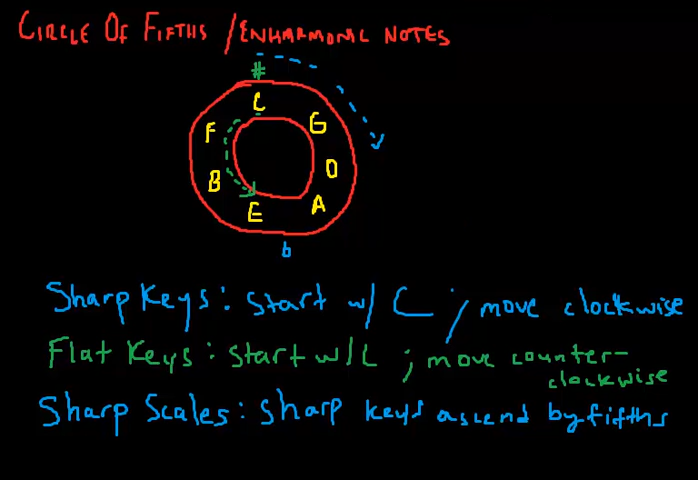 CIRCLE OF FIFTHS / ENHARMONIC NOTES
#
C
F G
B D
E A
b
Sharp Keys: Start w/ C ; move clockwise
Flat Keys: Start w/C ; move counter-
clockwise
Sharp Scales: Sharp keys ascend by fifths